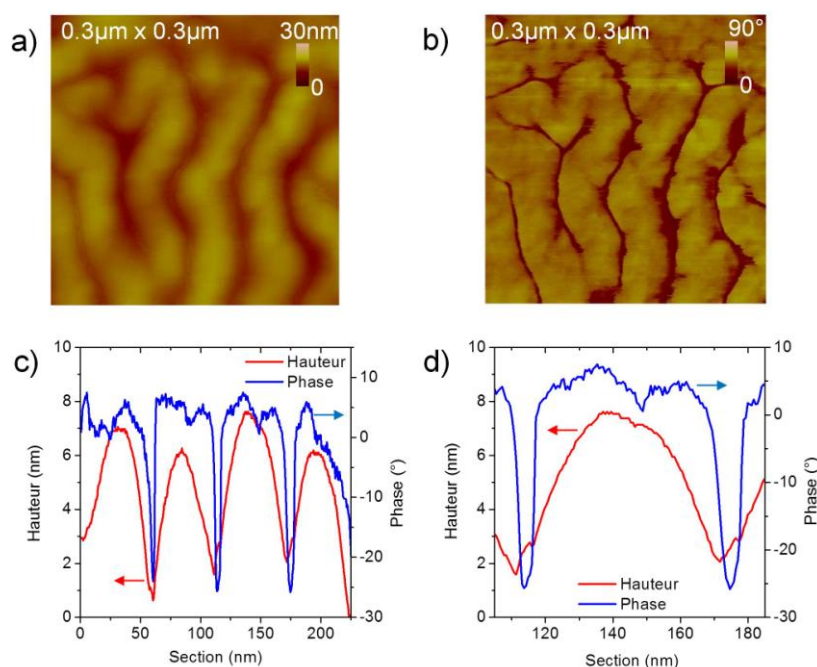 a)
0.3µm x 0.3µm
30nm
0
b)
0.3µm x 0.3µm
90°
0
c)
10
8
6
4
2
0
Hauteur (nm)
0 50 100 150 200
Section (nm)
10
5
0
-10
-20
-30
Phase (°)
Hauteur
Phase
d)
10
8
6
4
2
0
Hauteur (nm)
120 140 160 180
Section (nm)
10
0
-10
-20
-30
Phase (°)
Hauteur
Phase